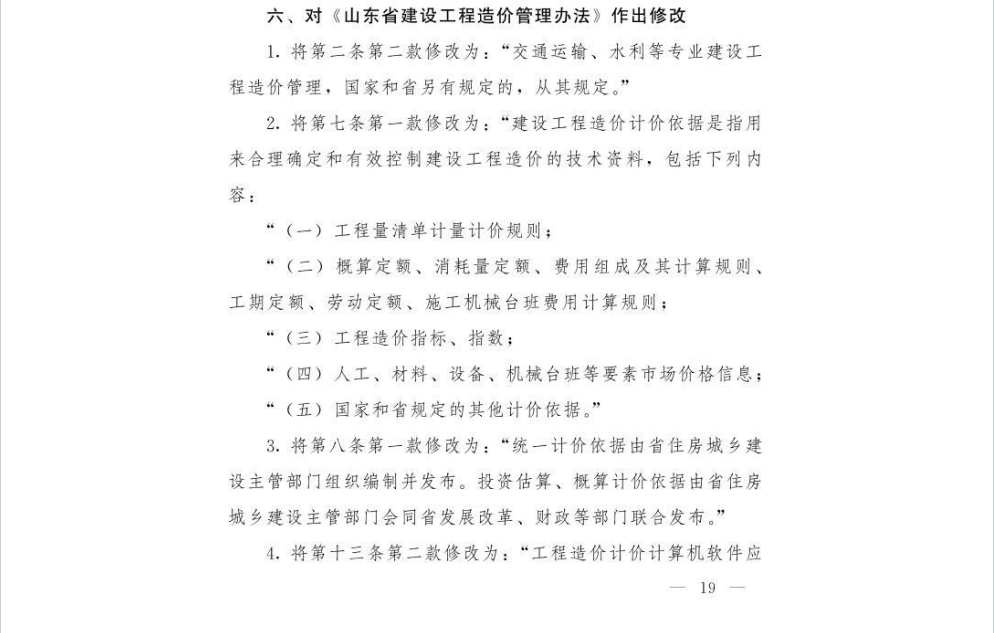 六、对《山东省建设工程造价管理办法》作出修改
1. 将第二条第二款修改为：“交通运输、水利等专业建设工
程造价管理，国家和省另有规定的，从其规定。”
2. 将第七条第一款修改为：“建设工程造价计价依据是指用
来合理确定和有效控制建设工程造价的技术资料，包括下列内
容：
“（一）工程量清单计量计价规则；
“（二）概算定额、消耗量定额、费用组成及其计算规则、
工期定额、劳动定额、施工机械台班费用计算规则；
“（三）工程造价指标、指数；
“（四）人工、材料、设备、机械台班等要素市场价格信息；
“（五）国家和省规定的其他计价依据。”
3. 将第八条第一款修改为：“统一计价依据由省住房城乡建
设主管部门组织编制并发布。投资估算、概算计价依据由省住房
城乡建设主管部门会同省发展改革、财政等部门联合发布。”
4. 将第十三条第二款修改为：“工程造价计价计算机软件应
— 19 —